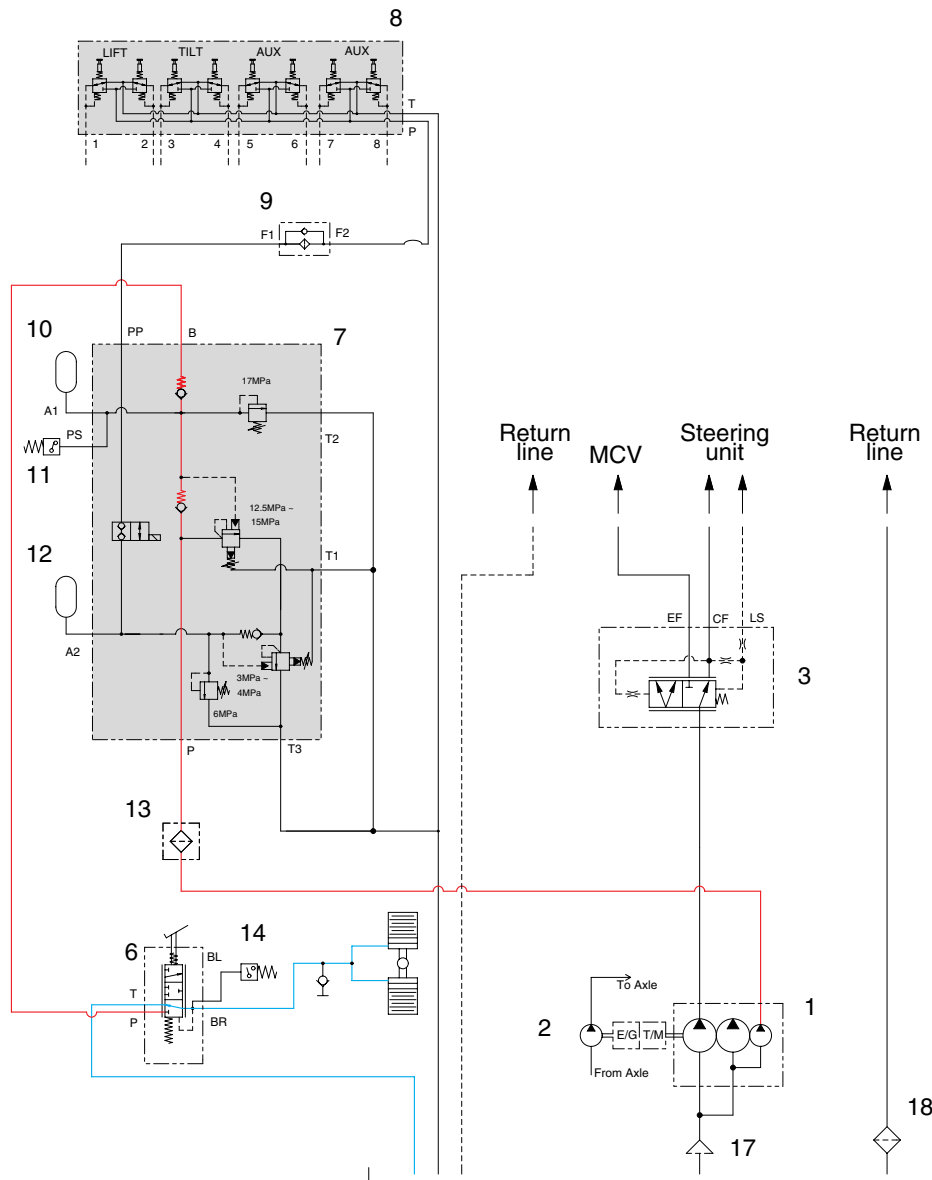 8
LIFT TILT AUX AUX
T
P
1 2 3 4 5 6 7 8
9
F1 F2
10
PP B
7
17MPa
A1
PS
T2
11
Return
line
MCV
Steering
unit
Return
line
12.5MPa ~
15MPa
12
T1
EF CF LS
A2
3MPa ~
4MPa
3
6MPa
P T3
13
14
6
BL
T
P
BR
To Axle
1
2
E/G T/M
From Axle
18
17